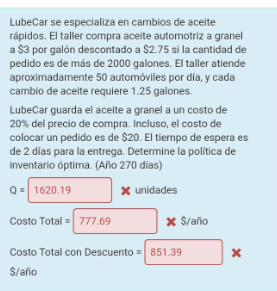 LubeCar se especializa en cambios de aceite
rápidos. El taller compra aceite automotriz a granel
a $3 por galón descontado a $2.75 si la cantidad de
pedido es de más de 2000 galones. El taller atiende
aproximadamente 50 automóviles por día, y cada
cambio de aceite requiere 1.25 galones.
LubeCar guarda el aceite a granel a un costo de
20% del precio de compra. Incluso, el costo de
colocar un pedido es de $20. El tiempo de espera es
de 2 días para la entrega. Determine la política de
inventario óptima. (Año 270 días)
Q = 1620.19 ✖ unidades
Costo Total = 777.69 ✖ $/año
Costo Total con Descuento = 851.39 ✖
$/año